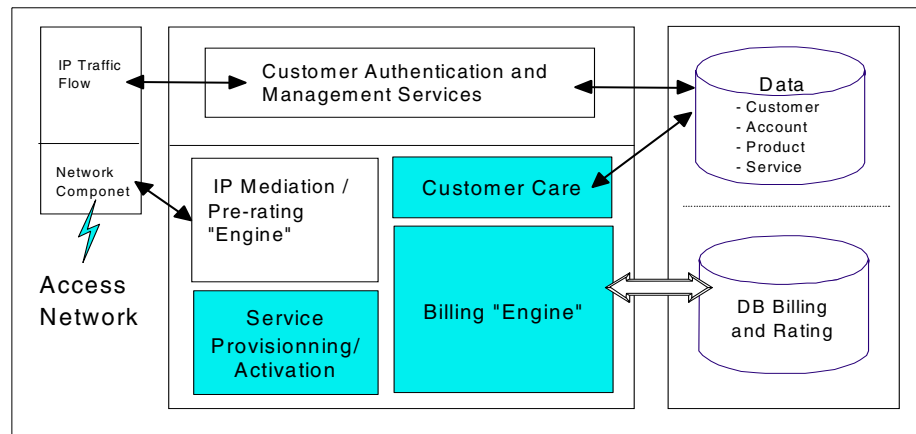 IP Traffic
Flow
Network
Componet
Access
Network
Customer Authentication and
Management Services
IP Mediation /
Pre-rating
"Engine"
Service
Provisionning/
Activation
Customer Care
Billing "Engine"
Data
- Customer
- Account
- Product
- Service
DB Billing
and Rating